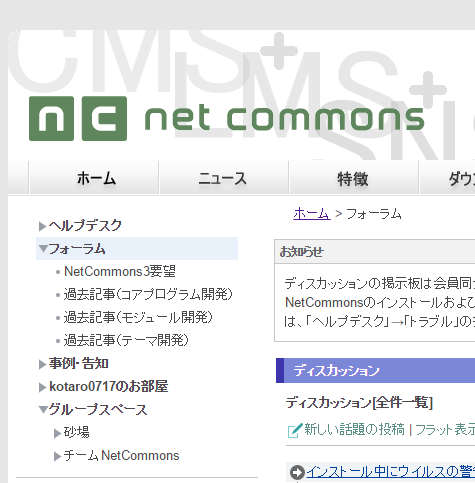 CMS+LMS+SNS
nc net commons
ホーム ニュース 特徴
ホーム > フォーラム
ヘルプデスク
フォーラム
NetCommons3要望
過去記事(コアプログラム開発)
過去記事(モジュール開発)
過去記事(テーマ開発)
事例・告知
kotaro0717のお部屋
グループスペース
砂場
チームNetCommons
お知らせ
ディスカッションの掲示板は会員同
NetCommonsのインストールおよ
は、「ヘルプデスク」→「トラブル」の
ディスカッション
ディスカッション[全件一覧]
新しい話題の投稿 | フラット表示
インストール中にウイルスの警